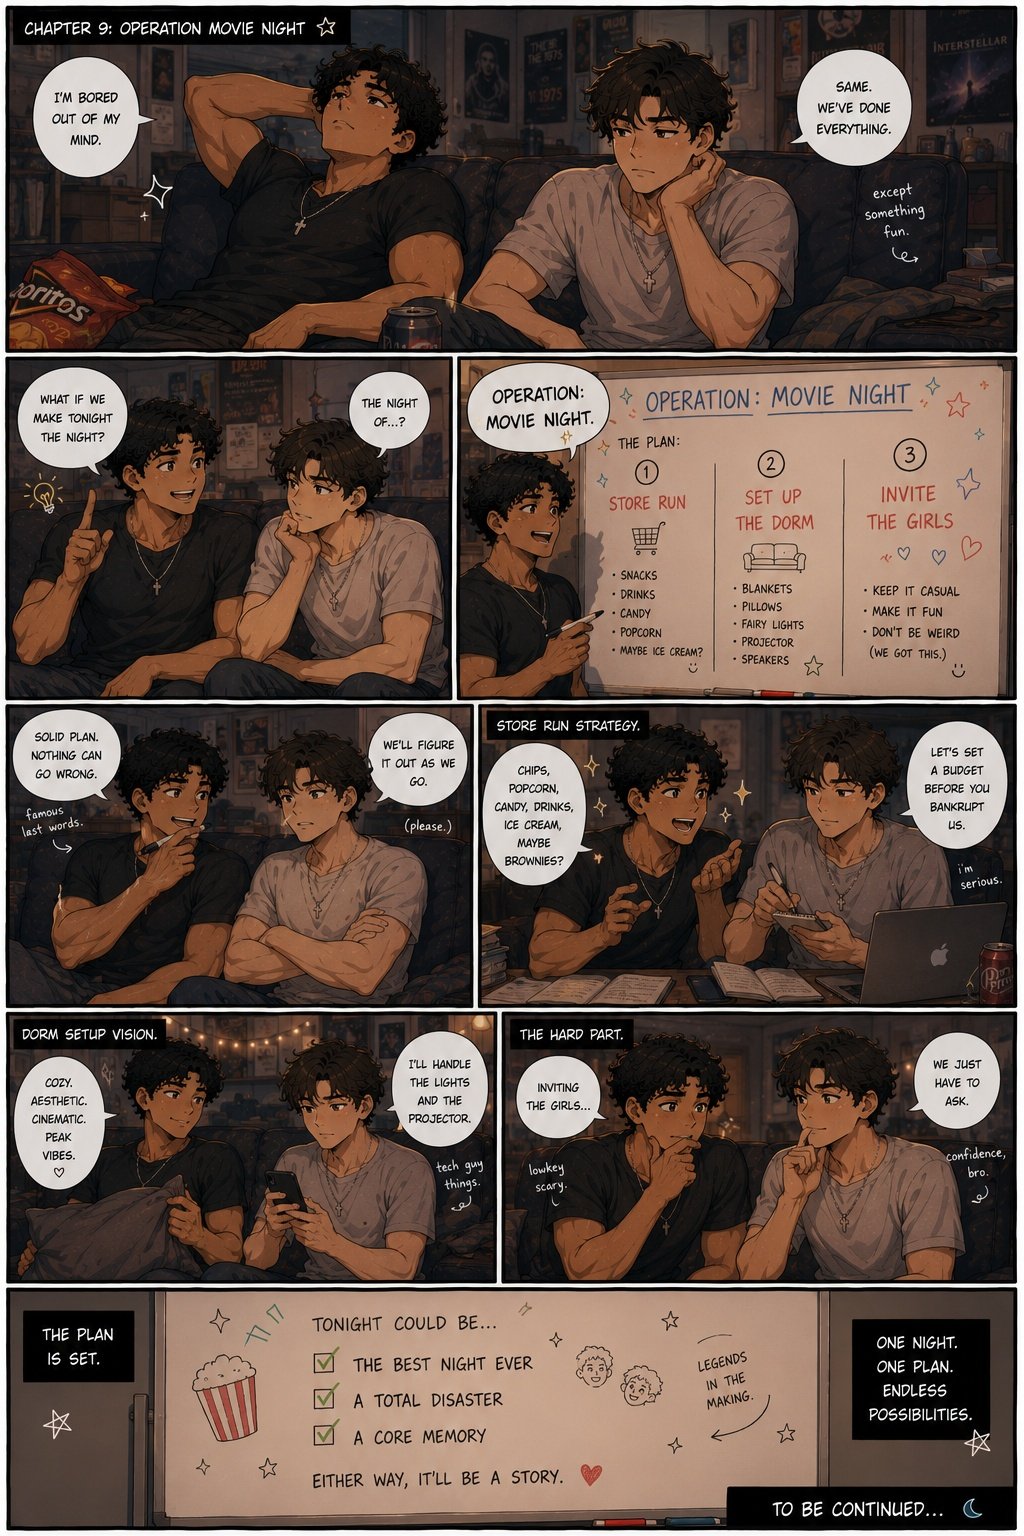 CHAPTER 9: OPERATION MOVIE NIGHT
I'M BORED
OUT OF MY
MIND.
SAME.
WE'VE DONE
EVERYTHING.
except
something
fun.
INTERSTELLAR
THE 1975
1975
oritos
WHAT IF WE
MAKE TONIGHT
THE NIGHT?
THE NIGHT
OF...?
OPERATION:
MOVIE NIGHT.
OPERATION: MOVIE NIGHT
THE PLAN:
1
STORE RUN
• SNACKS
• DRINKS
• CANDY
• POPCORN
• MAYBE ICE CREAM?
2
SET UP
THE DORM
• BLANKETS
• PILLOWS
• FAIRY LIGHTS
• PROJECTOR
• SPEAKERS
3
INVITE
THE GIRLS
• KEEP IT CASUAL
• MAKE IT FUN
• DON'T BE WEIRD
(WE GOT THIS.)
SOLID PLAN.
NOTHING CAN
GO WRONG.
famous
last words.
WE'LL FIGURE
IT OUT AS WE
GO.
(please.)
STORE RUN STRATEGY.
CHIPS,
POPCORN,
CANDY, DRINKS,
ICE CREAM,
MAYBE
BROWNIES?
LET'S SET
A BUDGET
BEFORE YOU
BANKRUPT
US.
i'm
serious.
DORM SETUP VISION.
COZY.
AESTHETIC.
CINEMATIC.
PEAK
VIBES.
I'LL HANDLE
THE LIGHTS
AND THE
PROJECTOR.
tech guy
things.
THE HARD PART.
INVITING
THE GIRLS...
lowkey
scary.
WE JUST
HAVE TO
ASK.
confidence,
bro.
THE PLAN
IS SET.
TONIGHT COULD BE...
THE BEST NIGHT EVER
A TOTAL DISASTER
A CORE MEMORY
EITHER WAY, IT'LL BE A STORY.
LEGENDS
IN THE
MAKING.
ONE NIGHT.
ONE PLAN.
ENDLESS
POSSIBILITIES.
TO BE CONTINUED...